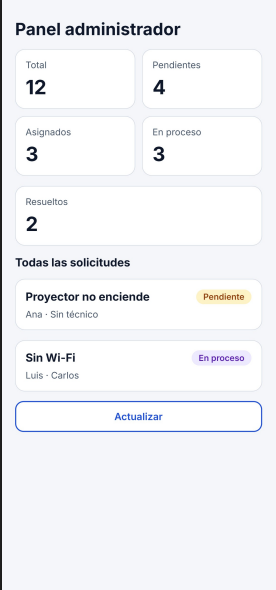 Panel administrador
Total
Pendientes
12
4
Asignados
En proceso
3
3
Resueltos
2
Todas las solicitudes
Proyector no enciende
Pendiente
Ana · Sin técnico
Sin Wi-Fi
En proceso
Luis · Carlos
Actualizar